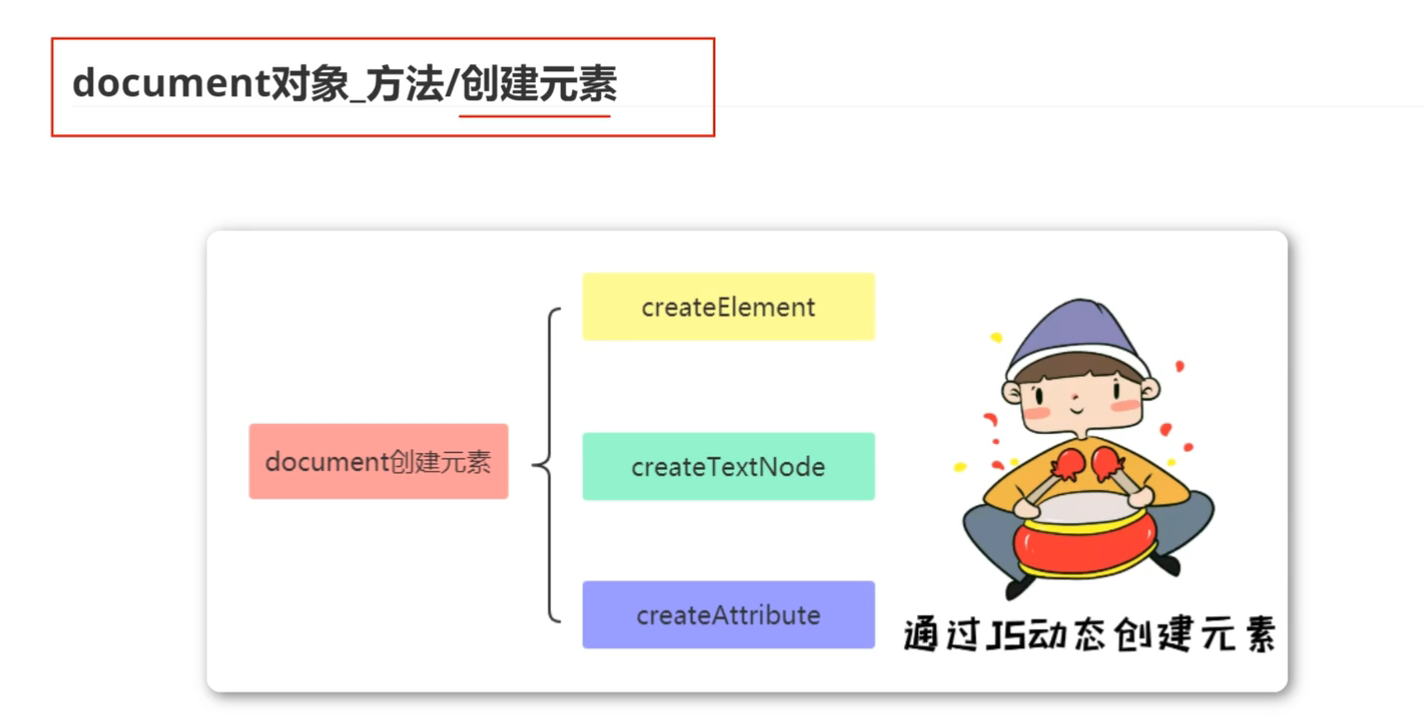 document对象_方法/创建元素
document创建元素
createElement
createTextNode
createAttribute
通过JS动态创建元素